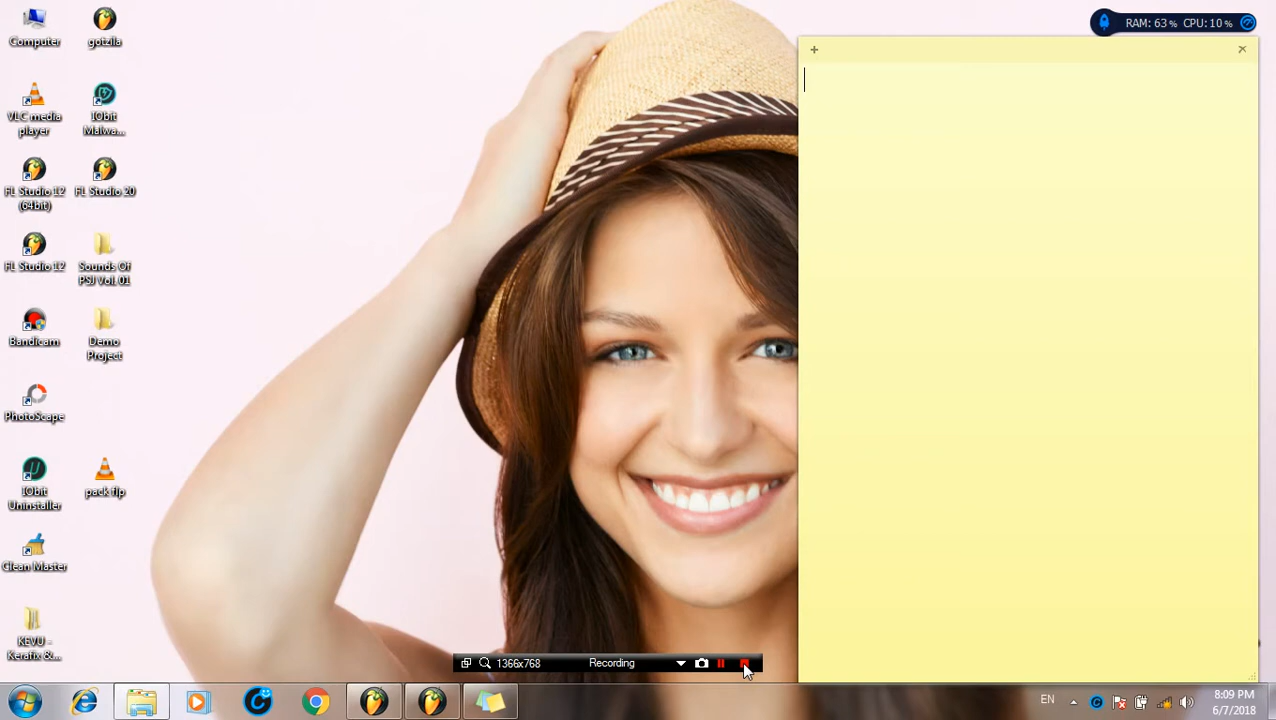 RAM: 63 % CPU: 10 %
+
Computer
gotzila
VLC media
player
IObit
Malwa...
FL Studio 12
(64bit)
FL Studio 20
FL Studio 12
Sounds Of
PSJ Vol. 01
Bandicam
Demo
Project
PhotoScape
IObit
Uninstaller
pack flp
Clean Master
KEVU -
Kerafix &...
1366x768 Recording
EN
8:09 PM
6/7/2018